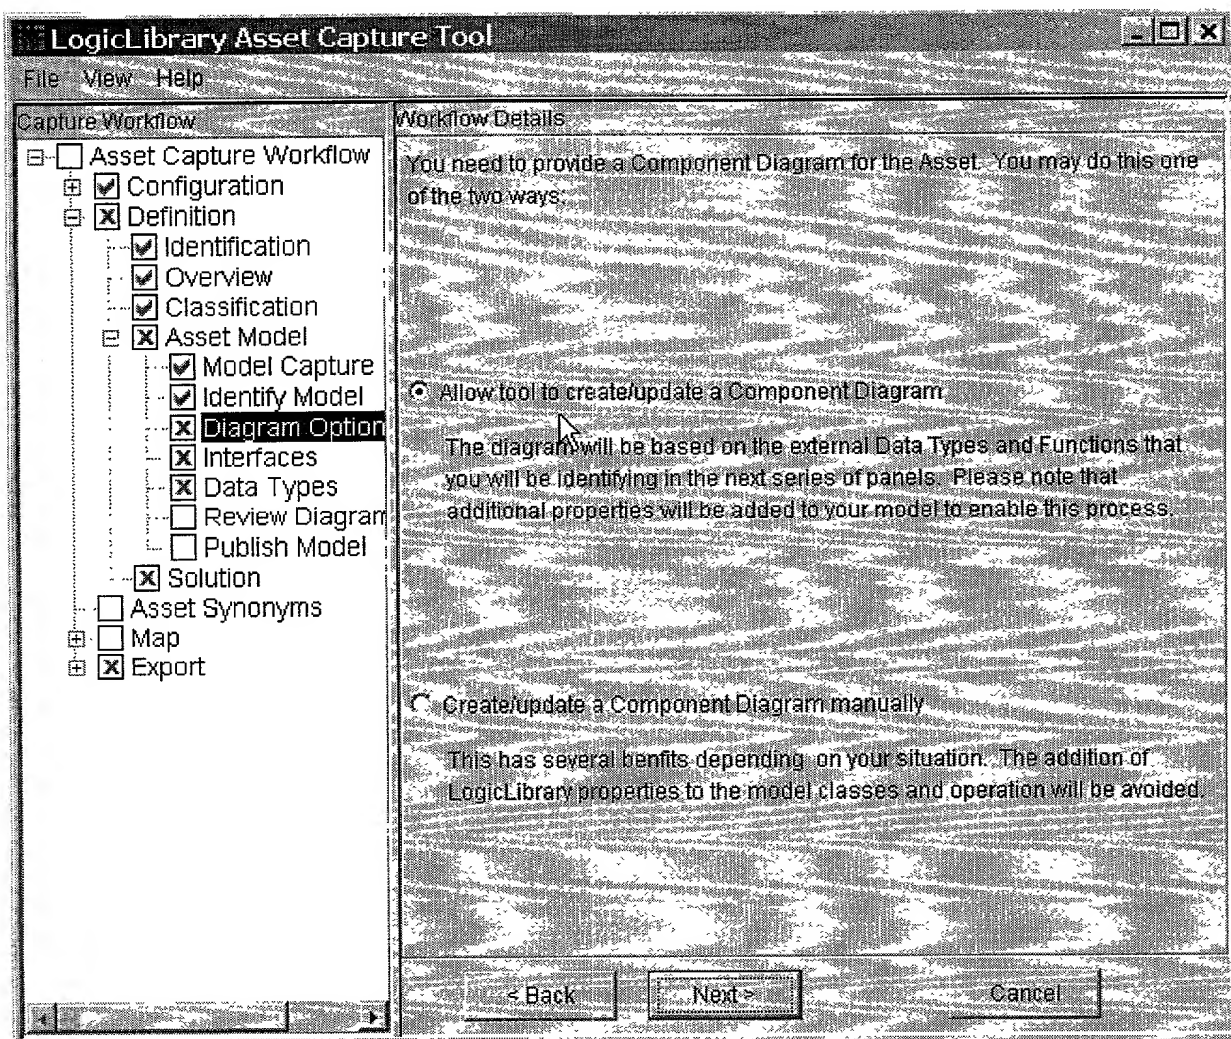 LogicLibrary Asset Capture Tool
File View Help
Capture Workflow
Asset Capture Workflow
Configuration
Definition
Identification
Overview
Classification
Asset Model
Model Capture
Identify Model
Diagram Option
Interfaces
Data Types
Review Diagram
Publish Model
Solution
Asset Synonyms
Map
Export
Workflow Details
You need to provide a Component Diagram for the Asset. You may do this one
of the two ways:
Allow tool to create/update a Component Diagram
The diagram will be based on the external Data Types and Functions that
you will be identifying in the next series of panels. Please note that
additional properties will be added to your model to enable this process.
Create/update a Component Diagram manually
This has several benfits depending on your situation. The addition of
LogicLibrary properties to the model classes and operation will be avoided.
< Back Next > Cancel